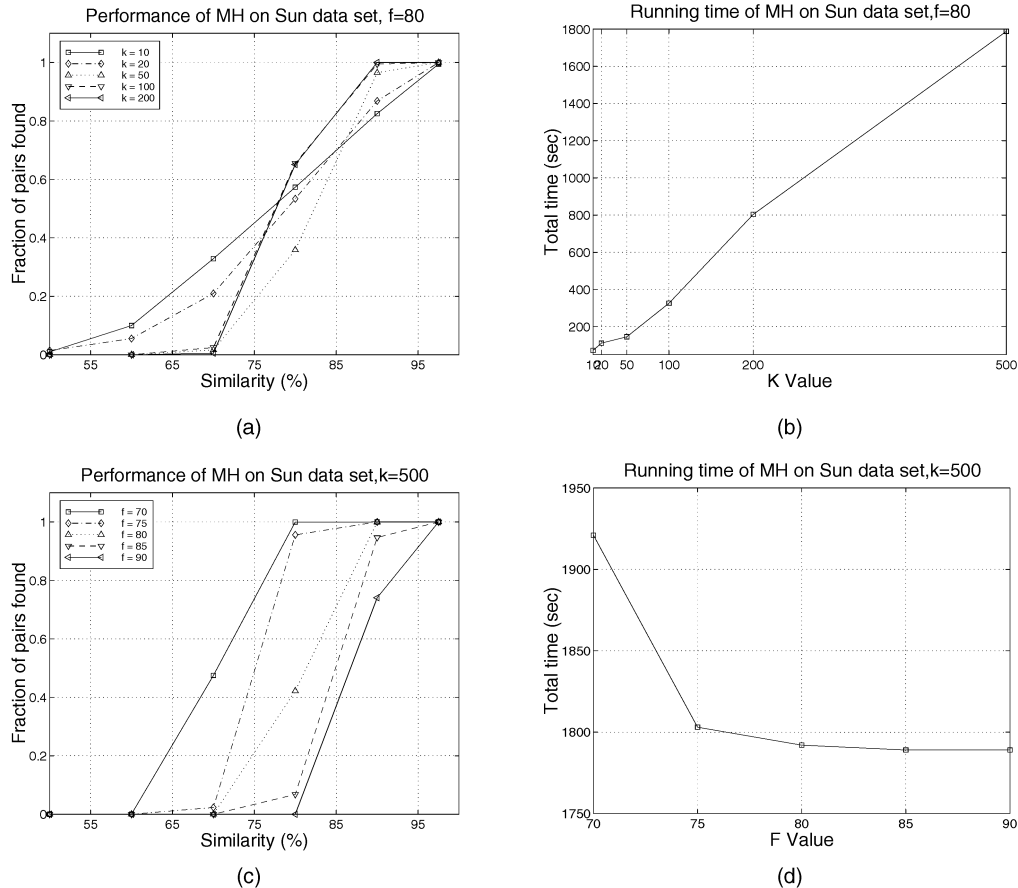 Performance of MH on Sun data set, f=80
k = 10
k = 20
k = 50
k = 100
k = 200
1
0.8
0.6
0.4
0.2
0
55 65 75 85 95
Fraction of pairs found
Similarity (%)
(a)
Running time of MH on Sun data set,f=80
1800
1600
1400
1200
1000
800
600
400
200
10 20 50 100 200 500
Total time (sec)
K Value
(b)
Performance of MH on Sun data set,k=500
f = 70
f = 75
f = 80
f = 85
f = 90
1
0.8
0.6
0.4
0.2
0
55 65 75 85 95
Fraction of pairs found
Similarity (%)
(c)
Running time of MH on Sun data set,k=500
1950
1900
1850
1800
1750
70 75 80 85 90
Total time (sec)
F Value
(d)